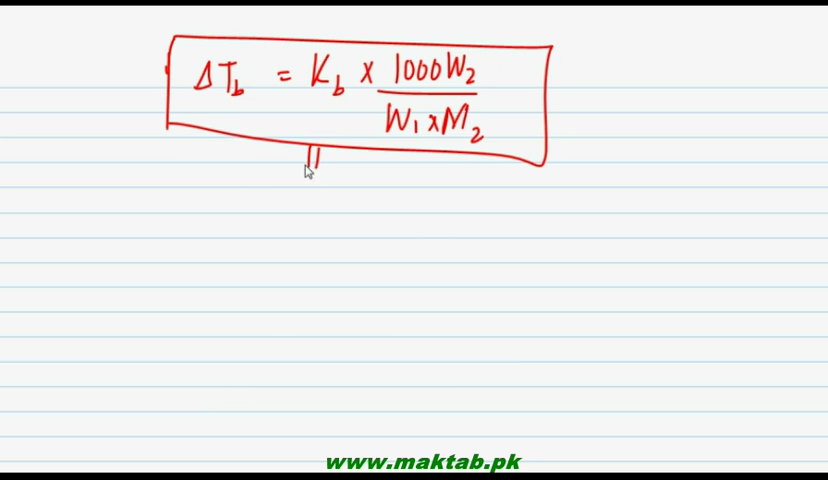 ΔTb = Kb × 1000W2
W1 × M2
www.maktab.pk